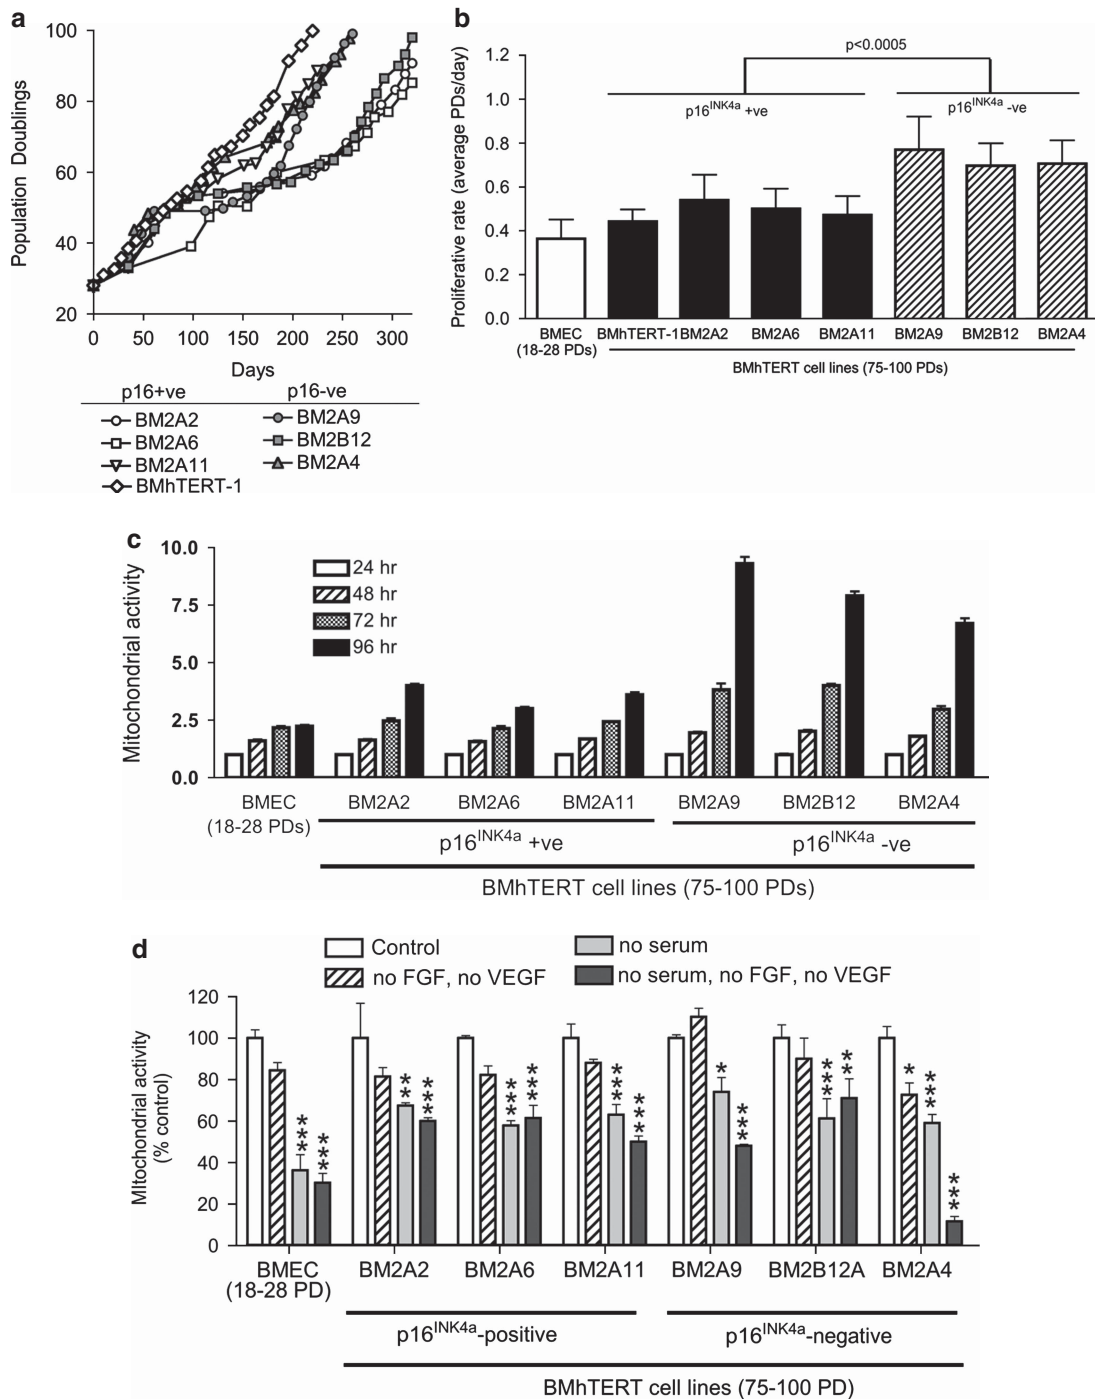 a
Population Doublings
100
80
60
40
20
0 50 100 150 200 250 300
Days
p16+ve p16-ve
BM2A2 BM2A9
BM2A6 BM2B12
BM2A11 BM2A4
BMhTERT-1
b
Proliferative rate (average PDs/day)
1.2
1.0
0.8
0.6
0.4
0.2
0.0
p<0.0005
p16INK4a +ve p16INK4a -ve
BMEC BMhTERT-1 BM2A2 BM2A6 BM2A11 BM2A9 BM2B12 BM2A4
(18-28 PDs)
BMhTERT cell lines (75-100 PDs)
c
Mitochondrial activity
10.0
7.5
5.0
2.5
0.0
24 hr
48 hr
72 hr
96 hr
BMEC BM2A2 BM2A6 BM2A11 BM2A9 BM2B12 BM2A4
(18-28 PDs)
p16INK4a +ve p16INK4a -ve
BMhTERT cell lines (75-100 PDs)
d
Control no serum
no FGF, no VEGF no serum, no FGF, no VEGF
MItochondrial activity
(% control)
120
100
80
60
40
20
0
*** *** ** *** *** *** *** *** * *** *** ** * *** ***
BMEC BM2A2 BM2A6 BM2A11 BM2A9 BM2B12A BM2A4
(18-28 PD)
p16INK4a-positive p16INK4a-negative
BMhTERT cell lines (75-100 PD)